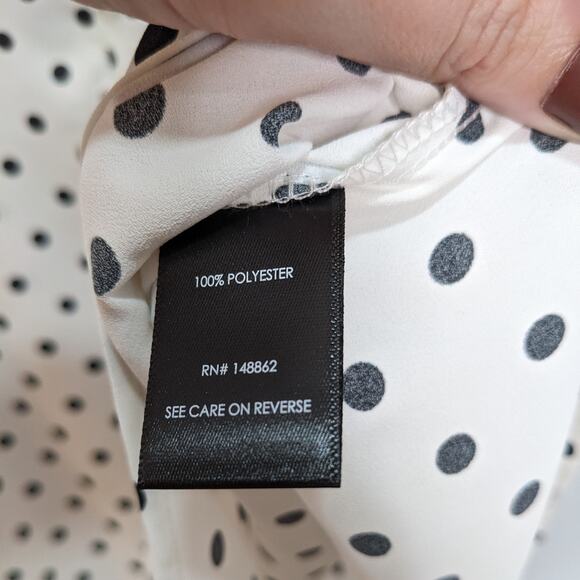 100% POLYESTER
RN# 148862
SEE CARE ON REVERSE